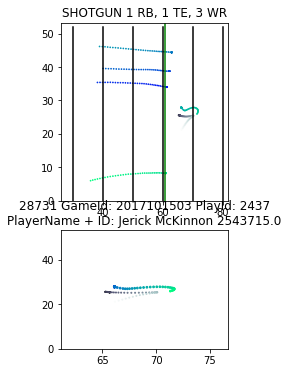 SHOTGUN 1 RB, 1 TE, 3 WR
50
40
30
20
10
0
40 60 80
28731 GameId: 2017101503 PlayId: 2437
PlayerName + ID: Jerick McKinnon 2543715.0
40
20
0
65 70 75